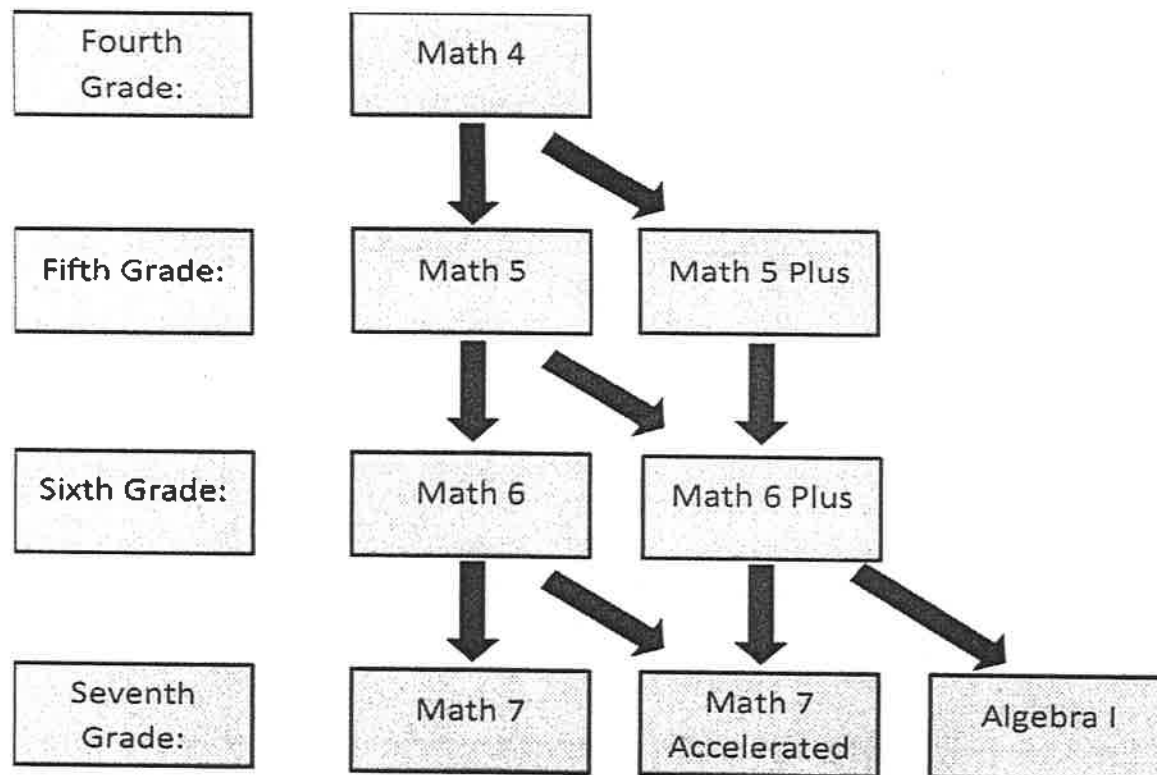 Fourth
Grade:
Math 4
Fifth Grade:
Math 5
Math 5 Plus
Sixth Grade:
Math 6
Math 6 Plus
Seventh
Grade:
Math 7
Math 7
Accelerated
Algebra I